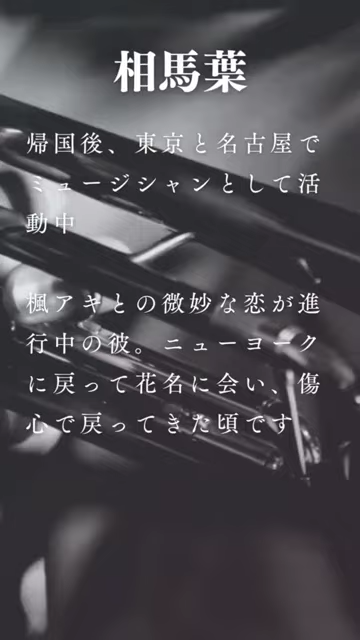 相馬葉
帰国後、東京と名古屋で
ミュージシャンとして活
動中
楓アキとの微妙な恋が進
行中の彼。ニューヨーク
に戻って花名に会い、傷
心で戻ってきた頃です